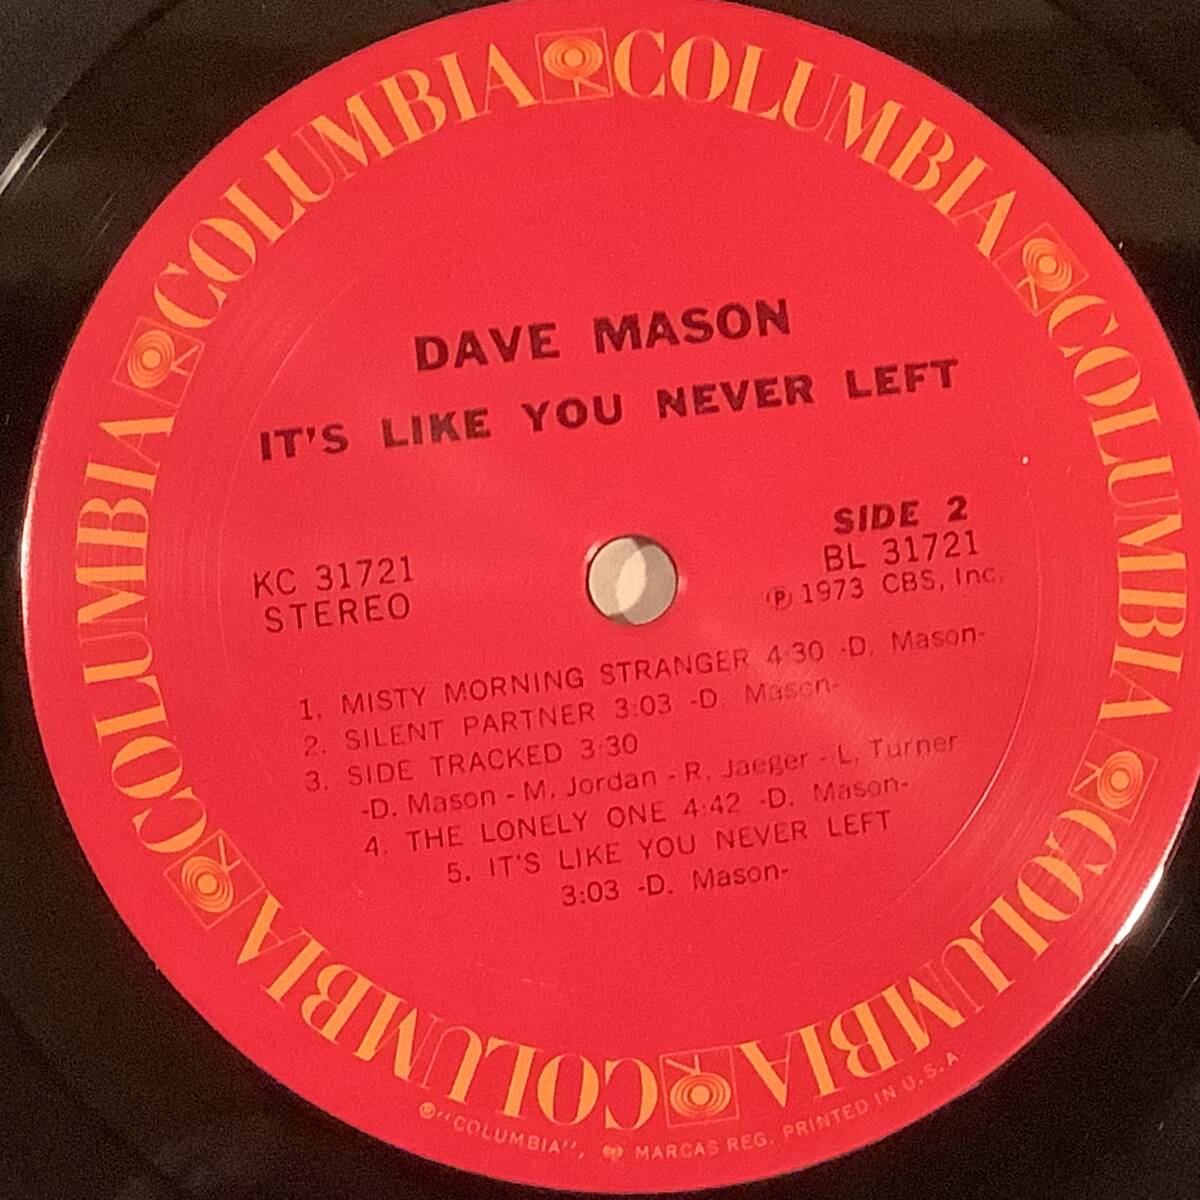 COLUMBIA COLUMBIA COLUMBIA COLUMBIA COLUMBIA COLUMBIA
DAVE MASON
IT'S LIKE YOU NEVER LEFT
KC 31721
STEREO
SIDE 2
BL 31721
℗ 1973 CBS, Inc.
1. MISTY MORNING STRANGER 4:30 -D. Mason-
2. SILENT PARTNER 3:03 -D. Mason-
3. SIDE TRACKED 3:30
-D. Mason - M. Jordan - R. Jaeger - L. Turner
4. THE LONELY ONE 4:42 -D. Mason-
5. IT'S LIKE YOU NEVER LEFT
3:03 -D. Mason-
®"COLUMBIA", MARCAS REG. PRINTED IN U.S.A